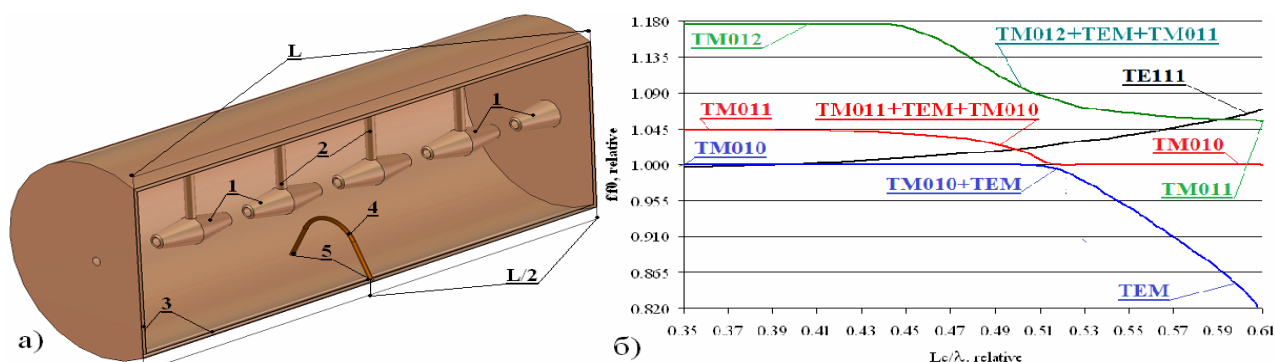 L
1
2
1
4
5
L/2
3
а)
1.180
1.135
1.090
1.045
1.000
0.955
0.910
0.865
0.820
ff0, relative
TM012
TM012+TEM+TM011
TE111
TM011
TM011+TEM+TM010
TM010
TM010
TM010+TEM
TM011
TEM
0.35 0.37 0.39 0.41 0.43 0.45 0.47 0.49 0.51 0.53 0.55 0.57 0.59 0.61
б)
Lc/λ, relative